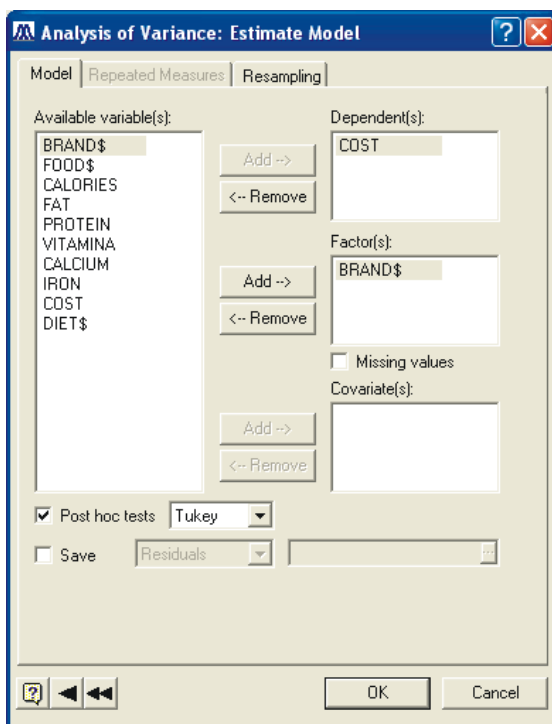 Analysis of Variance: Estimate Model
Model
Repeated Measures
Resampling
Available variable(s):
BRAND$
FOOD$
CALORIES
FAT
PROTEIN
VITAMINA
CALCIUM
IRON
COST
DIET$
Add -->
<-- Remove
Dependent(s):
COST
Add -->
<-- Remove
Factor(s):
BRAND$
Missing values
Add -->
<-- Remove
Covariate(s):
Post hoc tests
Tukey
Save
Residuals
...
OK
Cancel